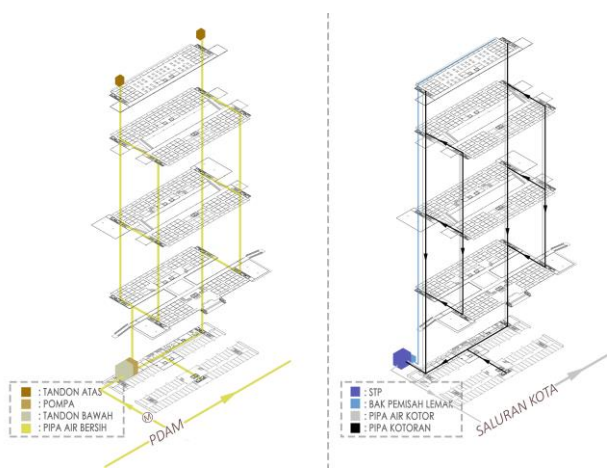 : TANDON ATAS
: POMPA
: TANDON BAWAH
: PIPA AIR BERSIH
M
PDAM
: STP
: BAK PEMISAH LEMAK
: PIPA AIR KOTOR
: PIPA KOTORAN
SALURAN KOTA